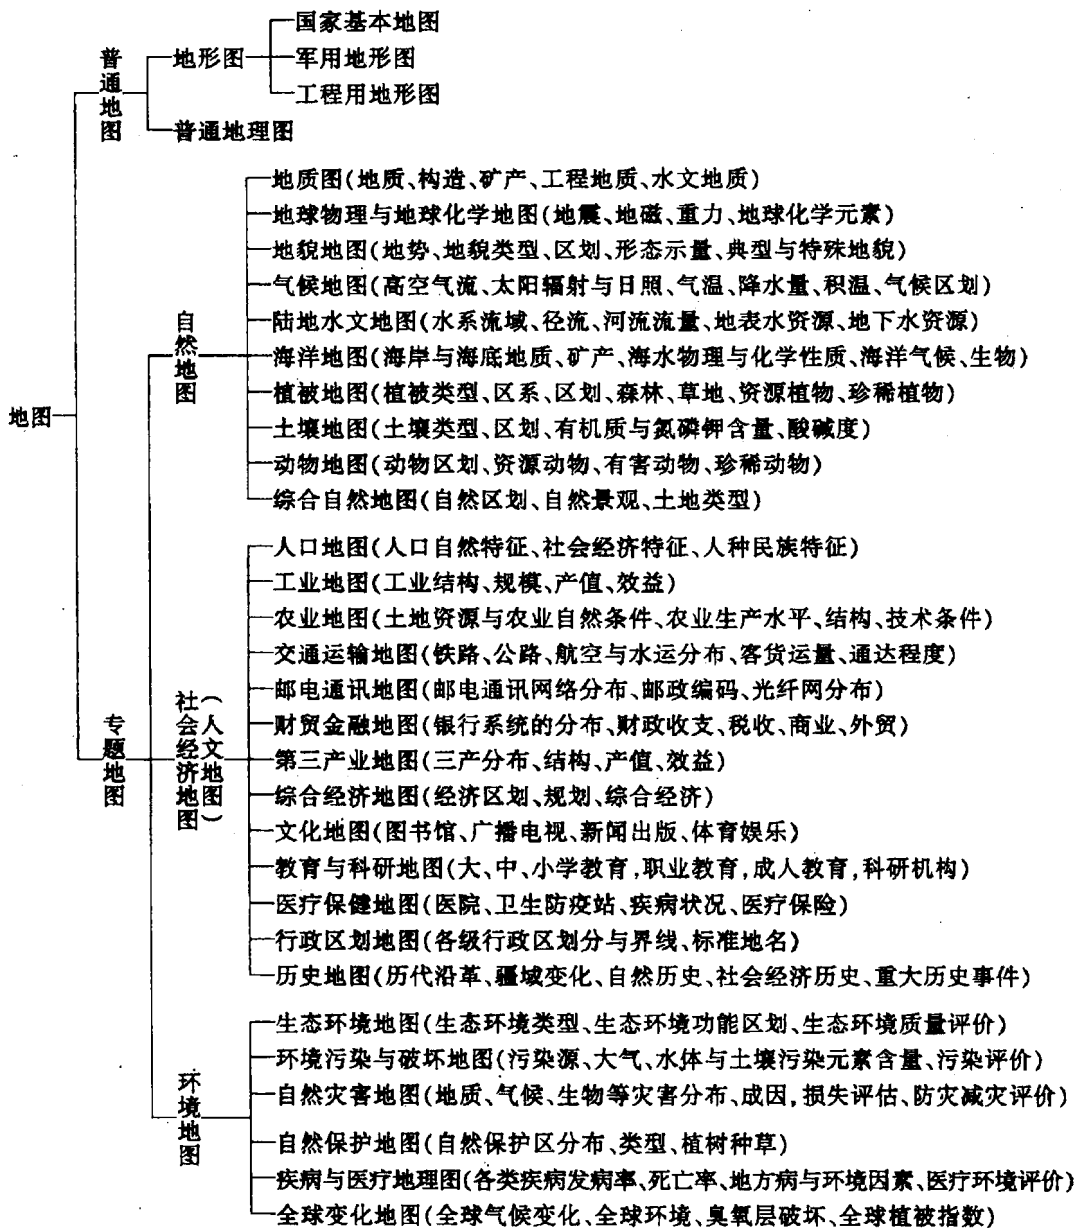 地图
普通地图
地形图
国家基本地图
军用地形图
工程用地形图
普通地理图
专题地图
自然地图
地质图(地质、构造、矿产、工程地质、水文地质)
地球物理与地球化学地图(地震、地磁、重力、地球化学元素)
地貌地图(地势、地貌类型、区划、形态示量、典型与特殊地貌)
气候地图(高空气流、太阳辐射与日照、气温、降水量、积温、气候区划)
陆地水文地图(水系流域、径流、河流流量、地表水资源、地下水资源)
海洋地图(海岸与海底地质、矿产、海水物理与化学性质、海洋气候、生物)
植被地图(植被类型、区系、区划、森林、草地、资源植物、珍稀植物)
土壤地图(土壤类型、区划、有机质与氮磷钾含量、酸碱度)
动物地图(动物区划、资源动物、有害动物、珍稀动物)
综合自然地图(自然区划、自然景观、土地类型)
社会经济地图
(人文地图)
人口地图(人口自然特征、社会经济特征、人种民族特征)
工业地图(工业结构、规模、产值、效益)
农业地图(土地资源与农业自然条件、农业生产水平、结构、技术条件)
交通运输地图(铁路、公路、航空与水运分布、客货运量、通达程度)
邮电通讯地图(邮电通讯网络分布、邮政编码、光纤网分布)
财贸金融地图(银行系统的分布、财政收支、税收、商业、外贸)
第三产业地图(三产分布、结构、产值、效益)
综合经济地图(经济区划、规划、综合经济)
文化地图(图书馆、广播电视、新闻出版、体育娱乐)
教育与科研地图(大、中、小学教育,职业教育,成人教育,科研机构)
医疗保健地图(医院、卫生防疫站、疾病状况、医疗保险)
行政区划地图(各级行政区划分与界线、标准地名)
历史地图(历代沿革、疆域变化、自然历史、社会经济历史、重大历史事件)
环境地图
生态环境地图(生态环境类型、生态环境功能区划、生态环境质量评价)
环境污染与破坏地图(污染源、大气、水体与土壤污染元素含量、污染评价)
自然灾害地图(地质、气候、生物等灾害分布、成因,损失评估、防灾减灾评价)
自然保护地图(自然保护区分布、类型、植树种草)
疾病与医疗地理图(各类疾病发病率、死亡率、地方病与环境因素、医疗环境评价)
全球变化地图(全球气候变化、全球环境、臭氧层破坏、全球植被指数)